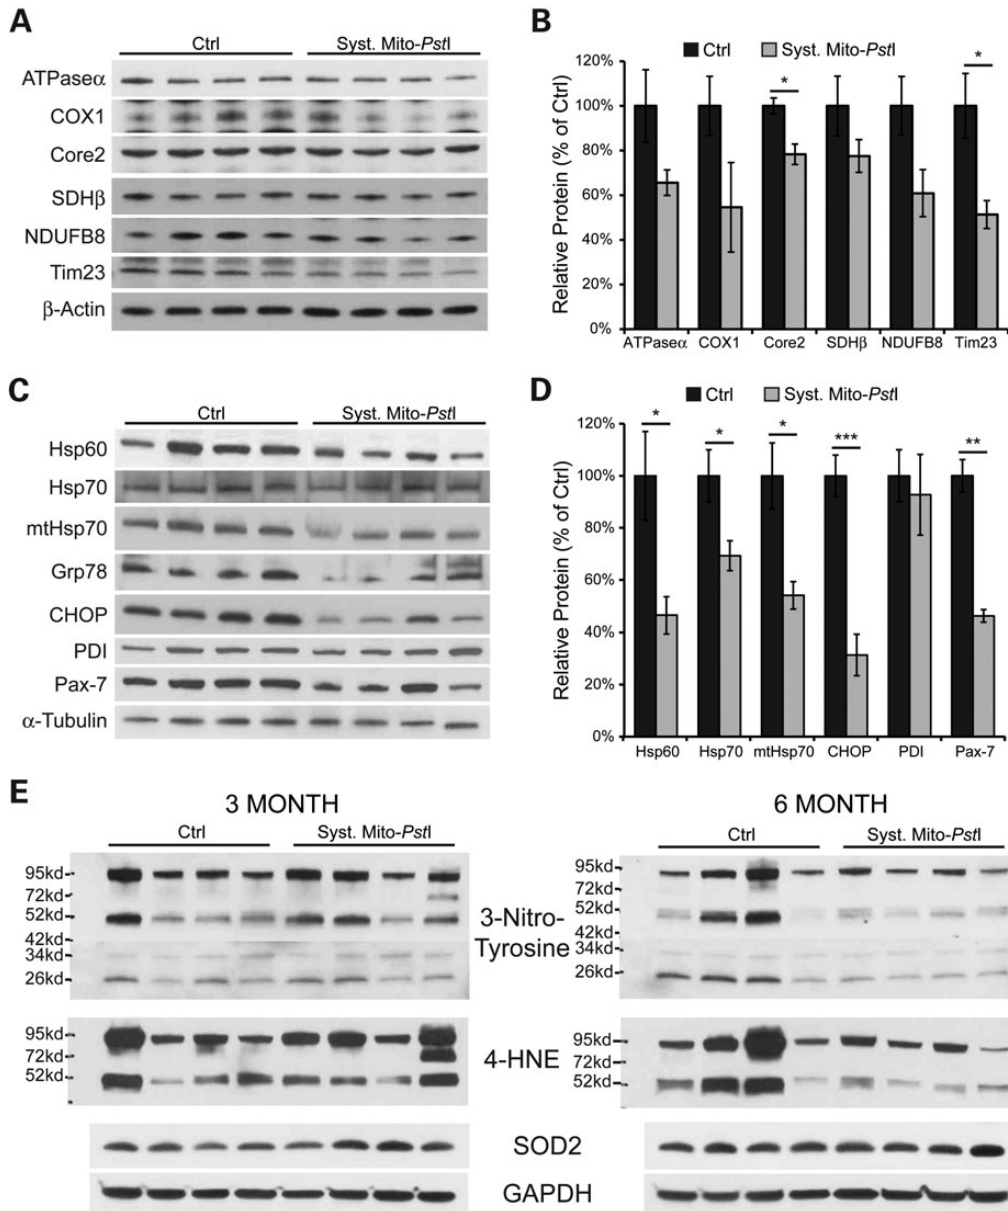 A
Ctrl Syst. Mito-PstI
ATPaseα
COX1
Core2
SDHβ
NDUFB8
Tim23
β-Actin
B
Ctrl Syst. Mito-PstI
Relative Protein (% of Ctrl)
120%
100%
80%
60%
40%
20%
0%
* *
ATPaseα COX1 Core2 SDHβ NDUFB8 Tim23
C
Ctrl Syst. Mito-PstI
Hsp60
Hsp70
mtHsp70
Grp78
CHOP
PDI
Pax-7
α-Tubulin
D
Ctrl Syst. Mito-PstI
Relative Protein (% of Ctrl)
120%
100%
80%
60%
40%
20%
0%
* * * *** **
Hsp60 Hsp70 mtHsp70 CHOP PDI Pax-7
E
3 MONTH
Ctrl Syst. Mito-PstI
95kd
72kd
52kd
42kd
34kd
26kd
95kd
72kd
52kd
3-Nitro-
Tyrosine
4-HNE
SOD2
GAPDH
6 MONTH
Ctrl Syst. Mito-PstI
95kd
72kd
52kd
42kd
34kd
26kd
95kd
72kd
52kd